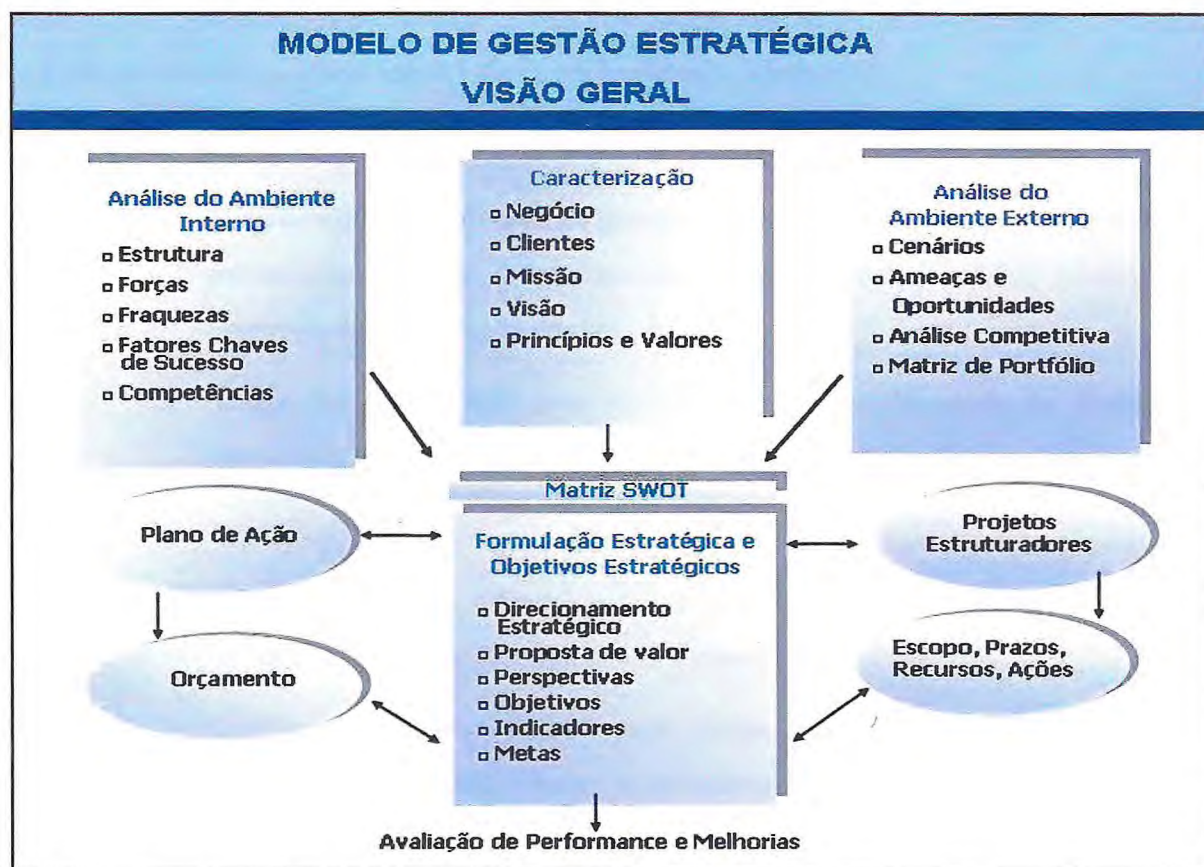 MODELO DE GESTÃO ESTRATÉGICA
VISÃO GERAL
Análise do Ambiente
Interno
Estrutura
Forças
Fraquezas
Fatores Chaves
de Sucesso
Competências
Caracterização
Negócio
Clientes
Missão
Visão
Princípios e Valores
Análise do
Ambiente Externo
Cenários
Ameaças e
Oportunidades
Análise Competitiva
Matriz de Portfólio
Matriz SWOT
Plano de Ação
Orçamento
Formulação Estratégica e
Objetivos Estratégicos
Direcionamento
Estratégico
Proposta de valor
Perspectivas
Objetivos
Indicadores
Metas
Projetos
Estruturadores
Escopo, Prazos,
Recursos, Ações
Avaliação de Performance e Melhorias